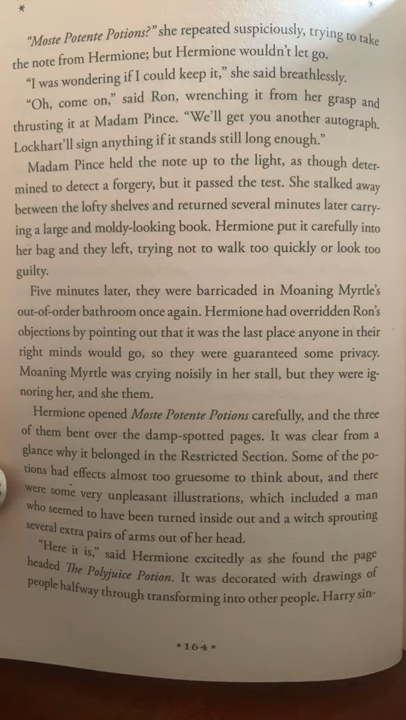 "Moste Potente Potions?" she repeated suspiciously, trying to take
the note from Hermione; but Hermione wouldn't let go.
"I was wondering if I could keep it," she said breathlessly.
"Oh, come on," said Ron, wrenching it from her grasp and
thrusting it at Madam Pince. "We'll get you another autograph.
Lockhart'll sign anything if it stands still long enough."
Madam Pince held the note up to the light, as though deter-
mined to detect a forgery, but it passed the test. She stalked away
between the lofty shelves and returned several minutes later carry-
ing a large and moldy-looking book. Hermione put it carefully into
her bag and they left, trying not to walk too quickly or look too
guilty.
Five minutes later, they were barricaded in Moaning Myrtle's
out-of-order bathroom once again. Hermione had overridden Ron's
objections by pointing out that it was the last place anyone in their
right minds would go, so they were guaranteed some privacy.
Moaning Myrtle was crying noisily in her stall, but they were ig-
noring her, and she them.
Hermione opened Moste Potente Potions carefully, and the three
of them bent over the damp-spotted pages. It was clear from a
glance why it belonged in the Restricted Section. Some of the po-
tions had effects almost too gruesome to think about, and there
were some very unpleasant illustrations, which included a man
who seemed to have been turned inside out and a witch sprouting
several extra pairs of arms out of her head.
"Here it is," said Hermione excitedly as she found the page
headed The Polyjuice Potion. It was decorated with drawings of
people halfway through transforming into other people. Harry sin-
*164*